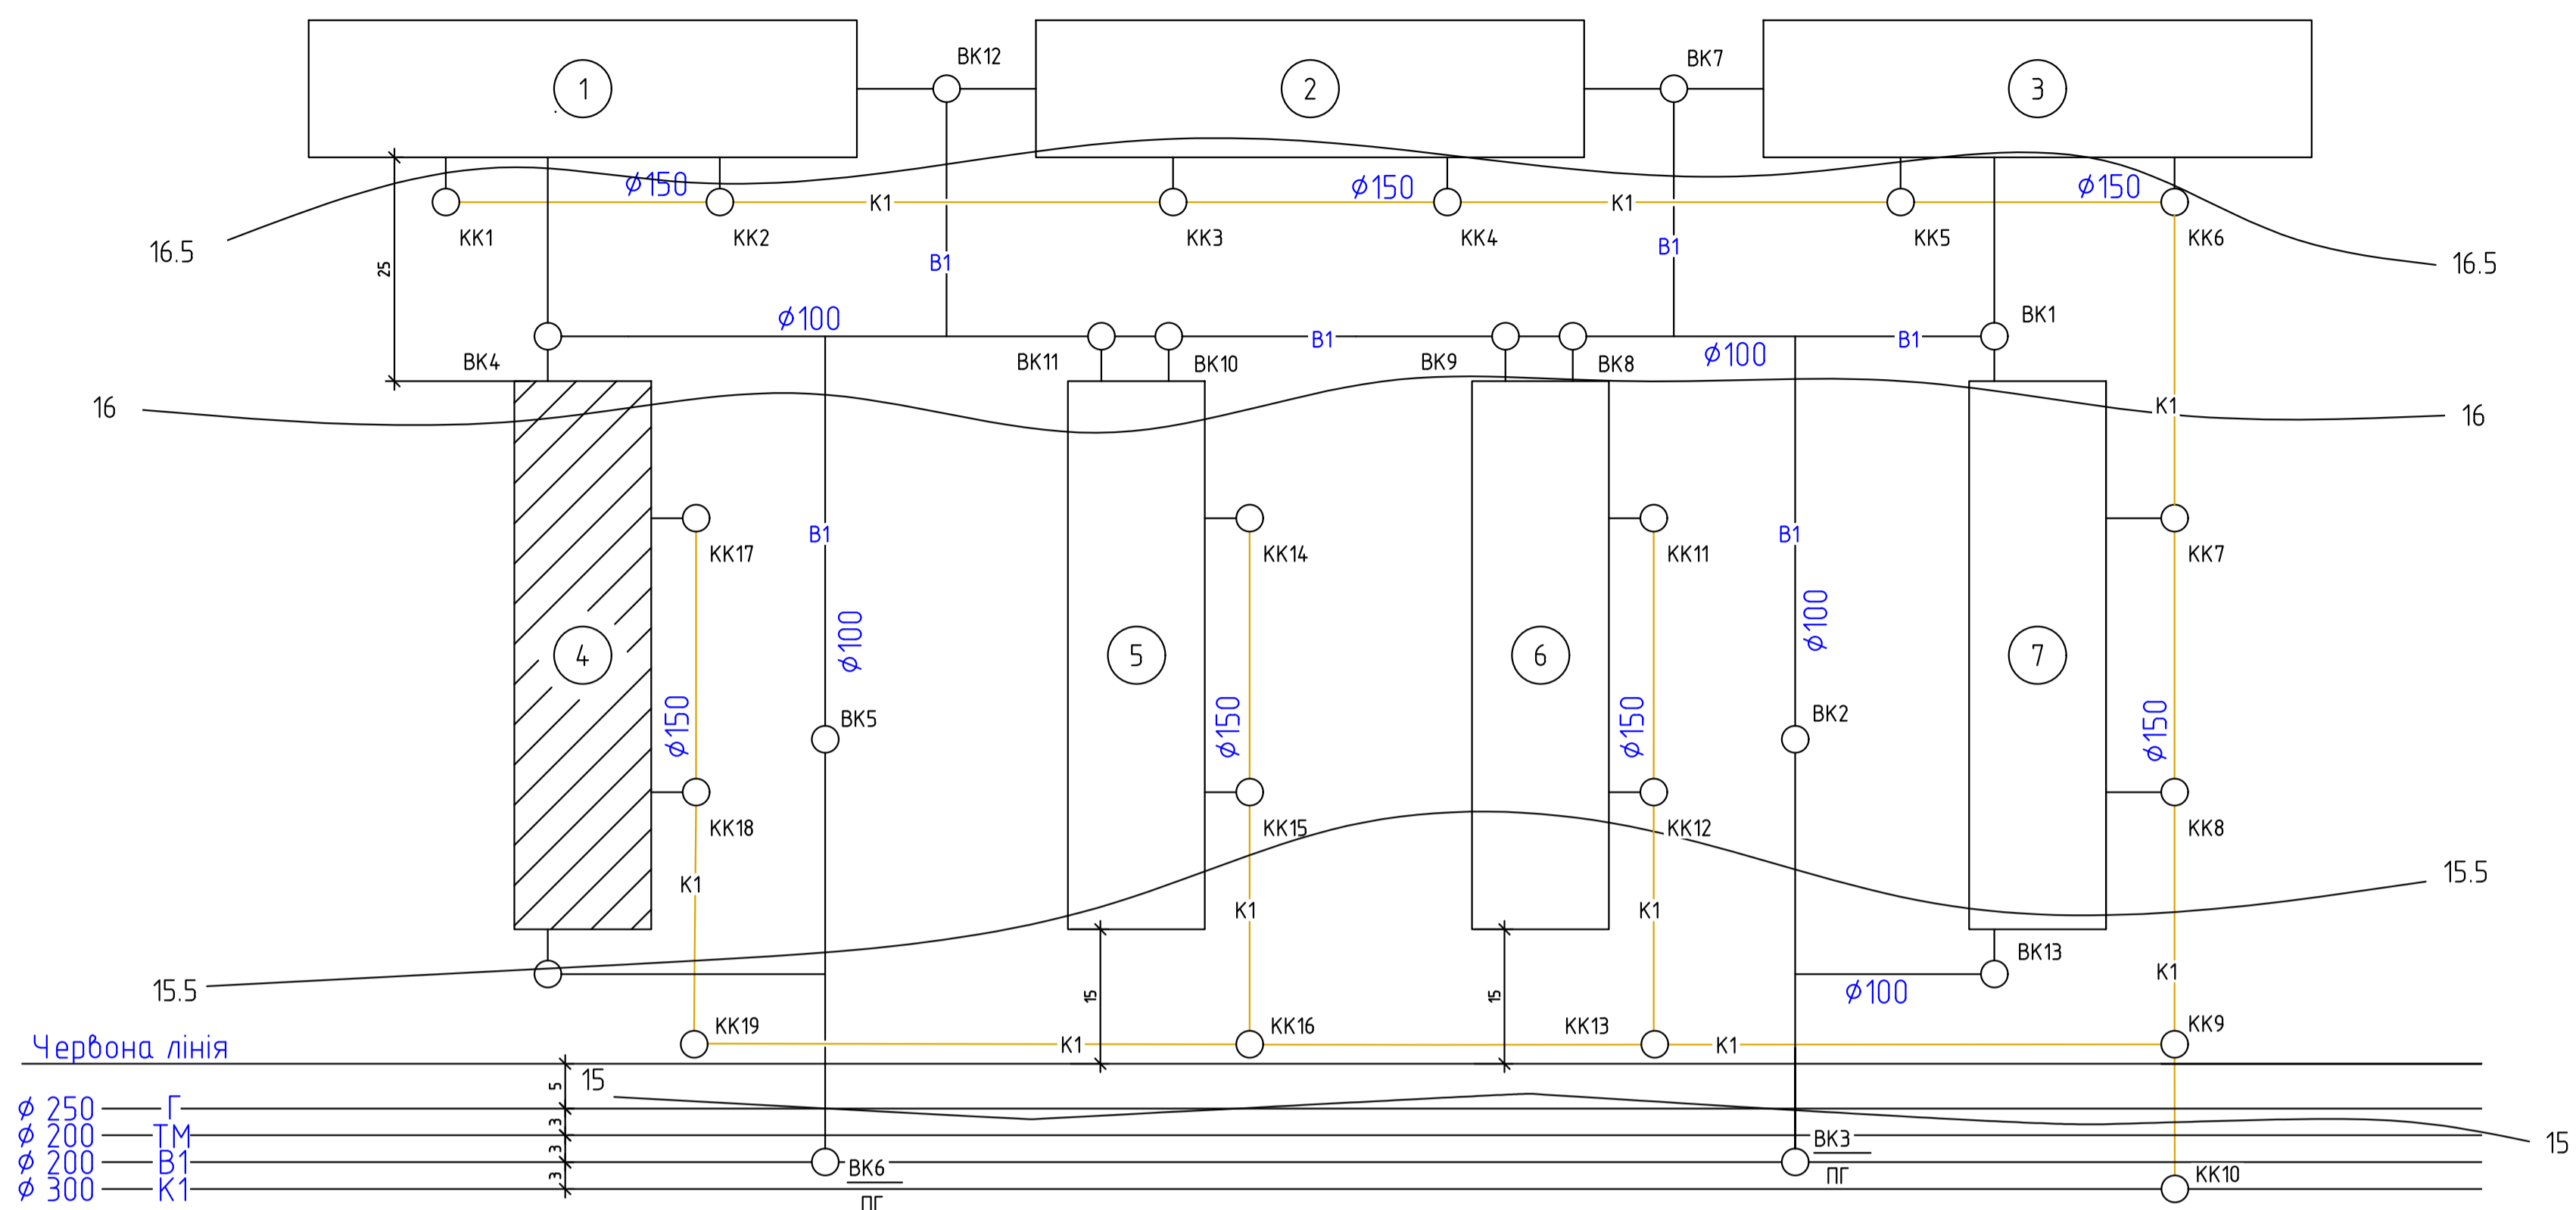 1
ВК12
2
ВК7
3
ϕ150
К1
ϕ150
К1
ϕ150
КК1
КК2
КК3
КК4
КК5
КК6
16.5
25
В1
В1
16.5
ϕ100
ВК1
ВК4
ВК11
ВК10
В1
ВК9
ВК8
ϕ100
В1
16
К1
16
КК17
В1
КК14
КК11
В1
КК7
ϕ100
ϕ100
4
5
6
7
ϕ150
ВК5
ϕ150
ϕ150
ВК2
ϕ150
КК18
КК15
КК12
КК8
К1
К1
К1
15.5
15.5
15
15
ВК13
К1
ϕ100
КК19
К1
КК16
КК13
К1
КК9
Червона лінія
5
15
ϕ 250 Г
3
ϕ 200 ТМ
3
ВК3
ПГ
15
ϕ 200 В1
ВК6
ПГ
3
ϕ 300 К1
КК10